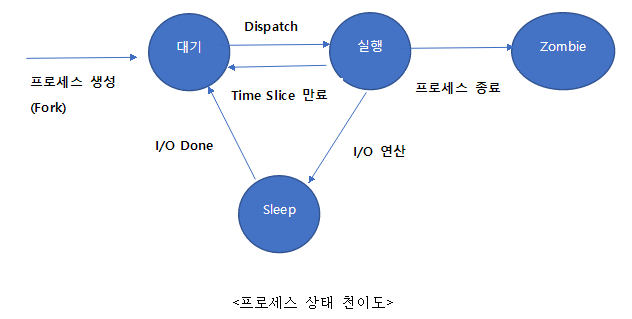 Dispatch
대기
실행
Zombie
프로세스 생성
(Fork)
Time Slice 만료
프로세스 종료
I/O Done
I/O 연산
Sleep
<프로세스 상태 천이도>